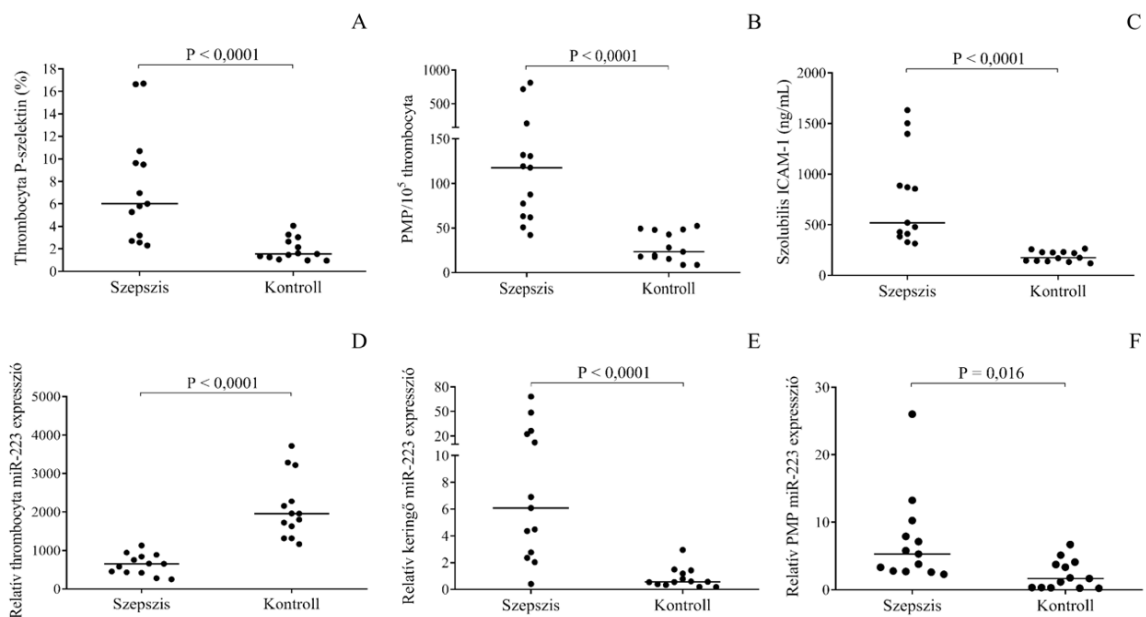 A
P < 0,0001
Thrombocyta P-szelektin (%)
18
16
14
12
10
8
6
4
2
0
Szepszis
Kontroll
B
P < 0,0001
PMP/10⁵ thrombocyta
1000
500
150
100
50
0
Szepszis
Kontroll
C
P < 0,0001
Szolubilis ICAM-1 (ng/mL)
2000
1500
1000
500
0
Szepszis
Kontroll
D
P < 0,0001
Relatív thrombocyta miR-223 expresszió
5000
4000
3000
2000
1000
0
Szepszis
Kontroll
E
P < 0,0001
Relatív keringő miR-223 expresszió
80
50
20
6
4
2
0
Szepszis
Kontroll
F
P = 0,016
Relatív PMP miR-223 expresszió
30
20
10
0
Szepszis
Kontroll